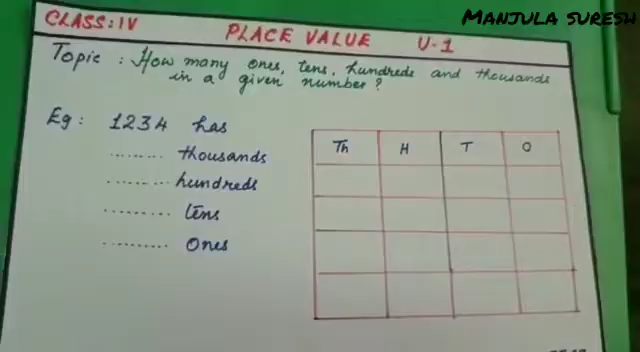 MANJULA SURESH
CLASS: IV PLACE VALUE U-1
Topic : How many ones, tens, hundreds and thousands
in a given number?
Eg : 1234 has
......... thousands
.......... hundreds
.......... tens
.......... Ones
Th H T O